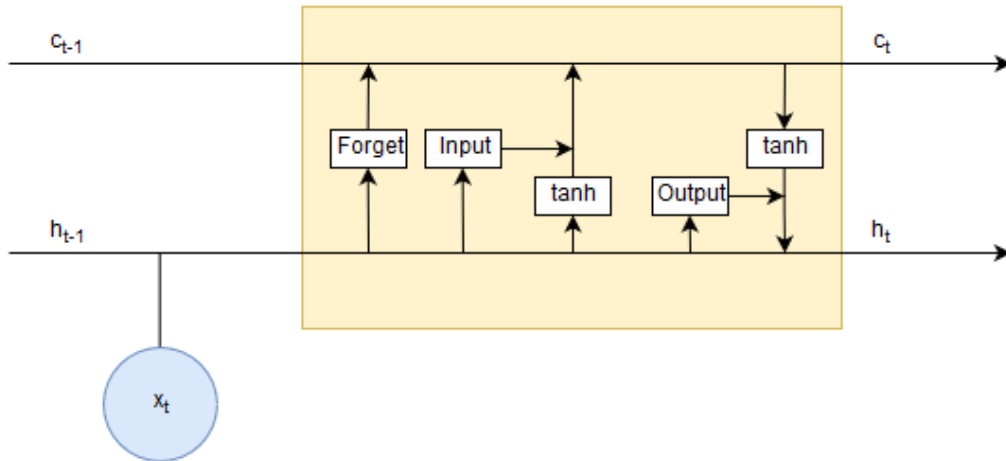 c_{t-1}
c_t
Forget
Input
tanh
tanh
Output
h_{t-1}
h_t
x_t